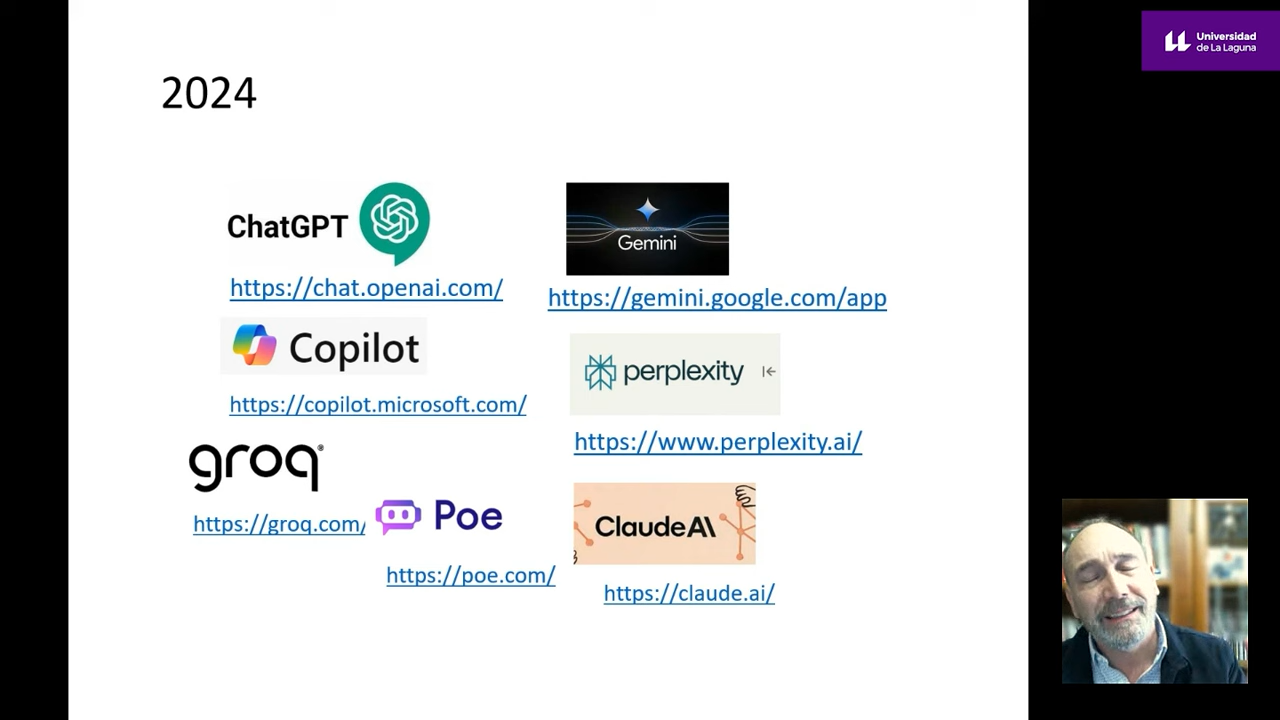 Universidad
de La Laguna
2024
ChatGPT
https://chat.openai.com/
Gemini
https://gemini.google.com/app
Copilot
https://copilot.microsoft.com/
perplexity
https://www.perplexity.ai/
groq®
https://groq.com/
Poe
https://poe.com/
ClaudeAI
https://claude.ai/